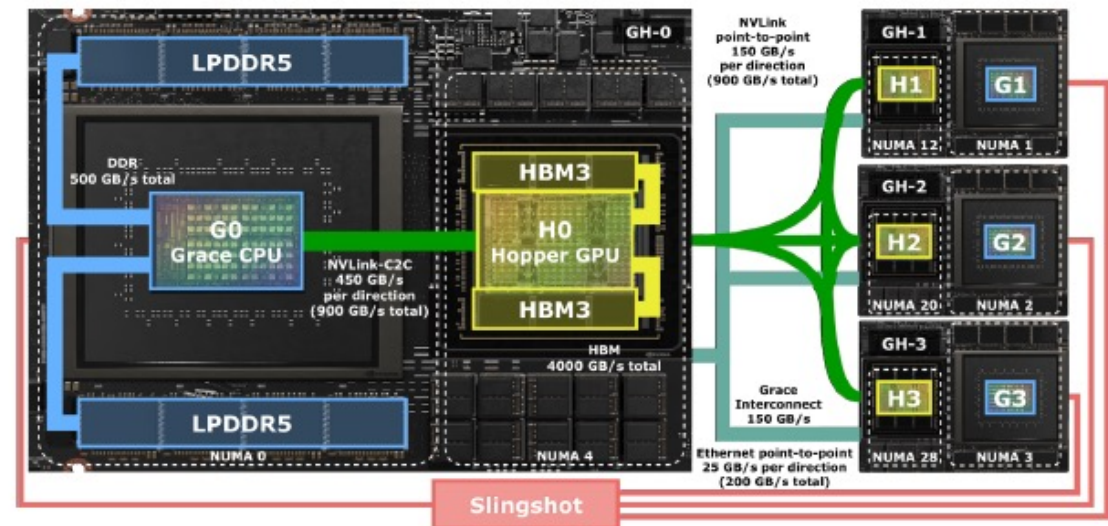 GH-0
LPDDR5
DDR
500 GB/s total
G0
Grace CPU
NVLink-C2C
450 GB/s
per direction
(900 GB/s total)
HBM3
H0
Hopper GPU
HBM3
HBM
4000 GB/s total
LPDDR5
NUMA 0
NUMA 4
NVLink
point-to-point
150 GB/s
per direction
(900 GB/s total)
GH-1
H1
G1
NUMA 12
NUMA 1
GH-2
H2
G2
NUMA 20
NUMA 2
GH-3
H3
G3
NUMA 28
NUMA 3
Grace
Interconnect
150 GB/s
Ethernet point-to-point
25 GB/s per direction
(200 GB/s total)
Slingshot